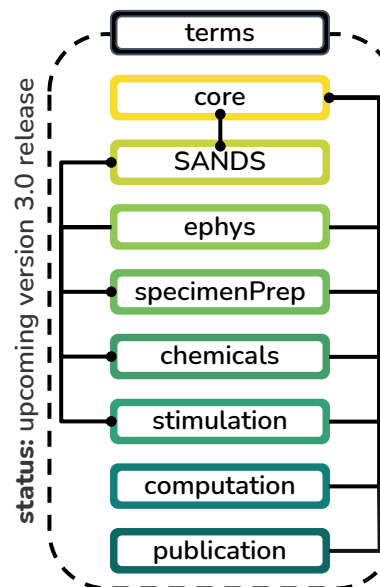 terms
core
SANDS
ephys
specimenPrep
chemicals
stimulation
computation
publication
status: upcoming version 3.0 release